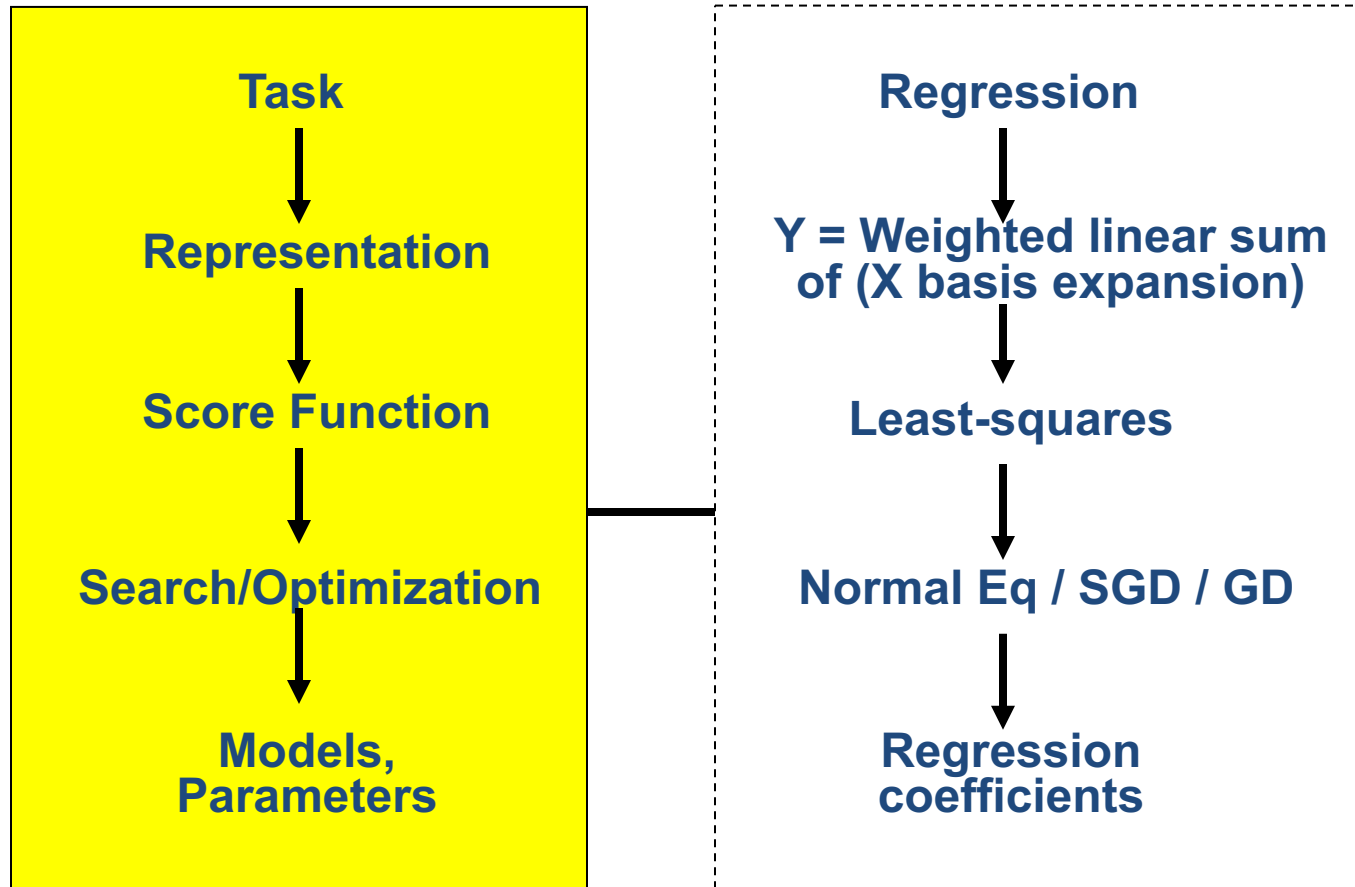 Task
Representation
Score Function
Search/Optimization
Models,
Parameters
Regression
Y = Weighted linear sum
of (X basis expansion)
Least-squares
Normal Eq / SGD / GD
Regression
coefficients